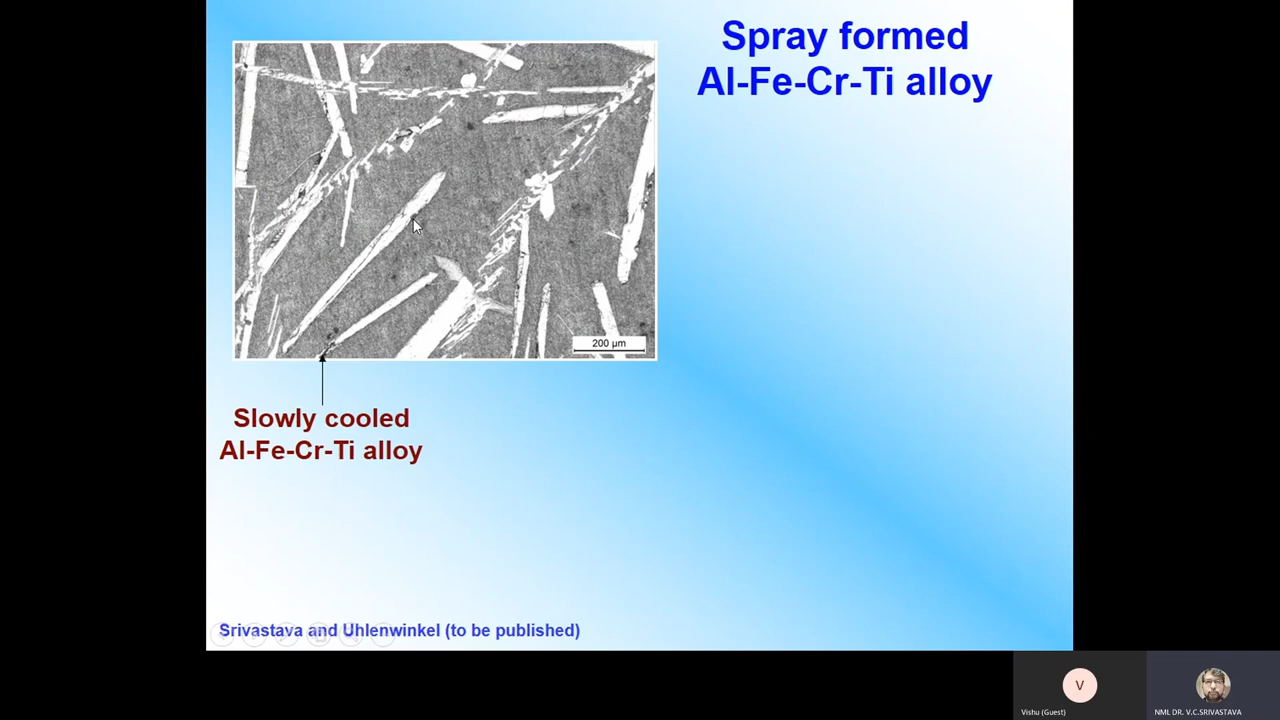 Spray formed
Al-Fe-Cr-Ti alloy
200 µm
Slowly cooled
Al-Fe-Cr-Ti alloy
Srivastava and Uhlenwinkel (to be published)
V
Vishu (Guest)
NML DR. V.C.SRIVASTAVA